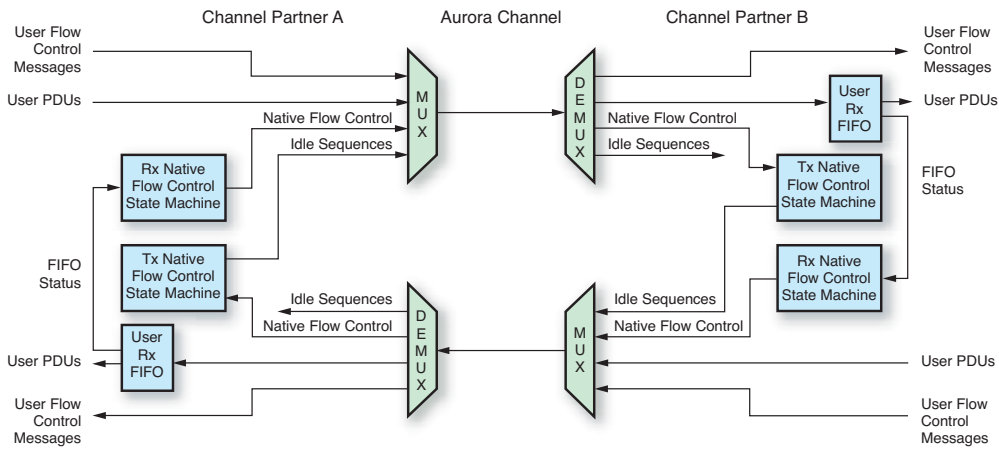 Channel Partner A
Aurora Channel
Channel Partner B
User Flow
Control
Messages
User PDUs
Native Flow Control
Idle Sequences
Rx Native
Flow Control
State Machine
Tx Native
Flow Control
State Machine
FIFO
Status
User
Rx
FIFO
User PDUs
User Flow
Control
Messages
M
U
X
D
E
M
U
X
Idle Sequences
Native Flow Control
D
E
M
U
X
M
U
X
Native Flow Control
Idle Sequences
User
Rx
FIFO
User Flow
Control
Messages
User PDUs
Tx Native
Flow Control
State Machine
FIFO
Status
Rx Native
Flow Control
State Machine
Idle Sequences
Native Flow Control
User PDUs
User Flow
Control
Messages